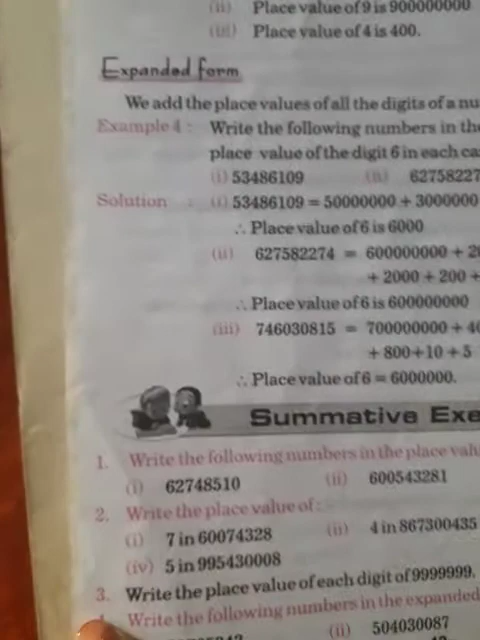 (ii) Place value of 9 is 900000000
(iii) Place value of 4 is 400.
Expanded form
We add the place values of all the digits of a nu
Example 4 : Write the following numbers in the
place value of the digit 6 in each ca
(i) 53486109 (ii) 62758227
Solution : (i) 53486109 = 50000000 + 3000000
∴ Place value of 6 is 6000
(ii) 627582274 = 600000000 + 2
+ 2000 + 200 +
∴ Place value of 6 is 600000000
(iii) 746030815 = 700000000 + 4
+ 800+10 + 5
∴ Place value of 6 = 6000000.
Summative Exe
1. Write the following numbers in the place val
(i) 62748510 (ii) 600543281
2. Write the place value of :
(i) 7 in 60074328 (ii) 4 in 867300435
(iv) 5 in 995430008
3. Write the place value of each digit of 9999999.
Write the following numbers in the expanded
(ii) 504030087